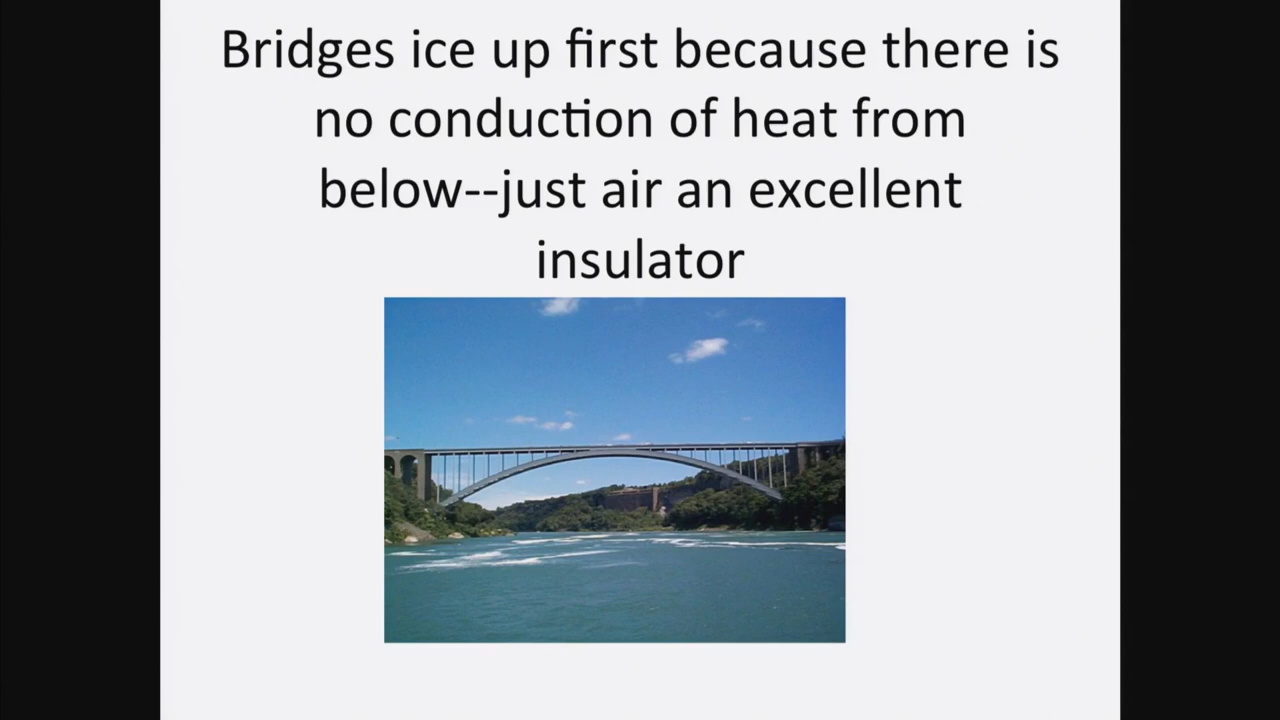 Bridges ice up first because there is
no conduction of heat from
below--just air an excellent
insulator